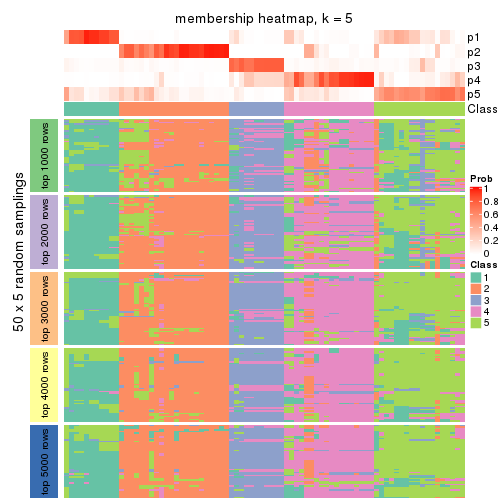 membership heatmap, k = 5
p1
p2
p3
p4
p5
Class
50 x 5 random samplings
top 1000 rows
top 2000 rows
top 3000 rows
top 4000 rows
top 5000 rows
Prob
1
0.8
0.6
0.4
0.2
0
Class
1
2
3
4
5